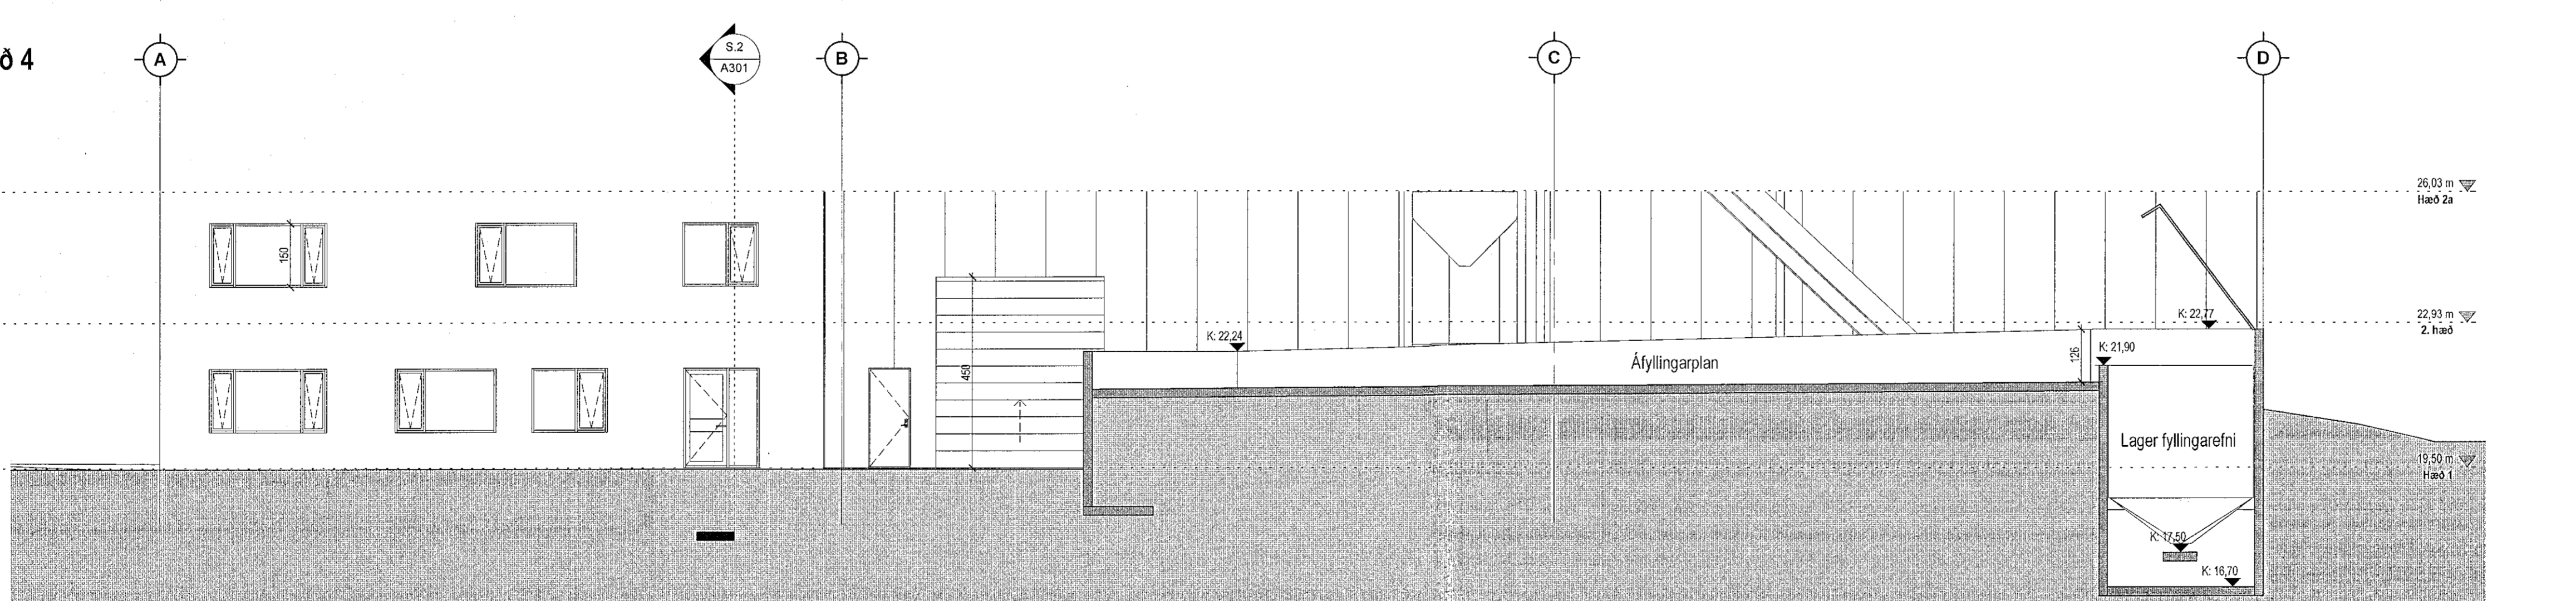 ð 4
A
S.2
A301
B
C
D
26,03 m
Hæð 2a
150
22,93 m
2. hæð
K: 22,77
K: 22,24
K: 21,90
126
450
Áfyllingarplan
Lager fyllingarefni
19,50 m
Hæð 1
K: 17,50
K: 16,70